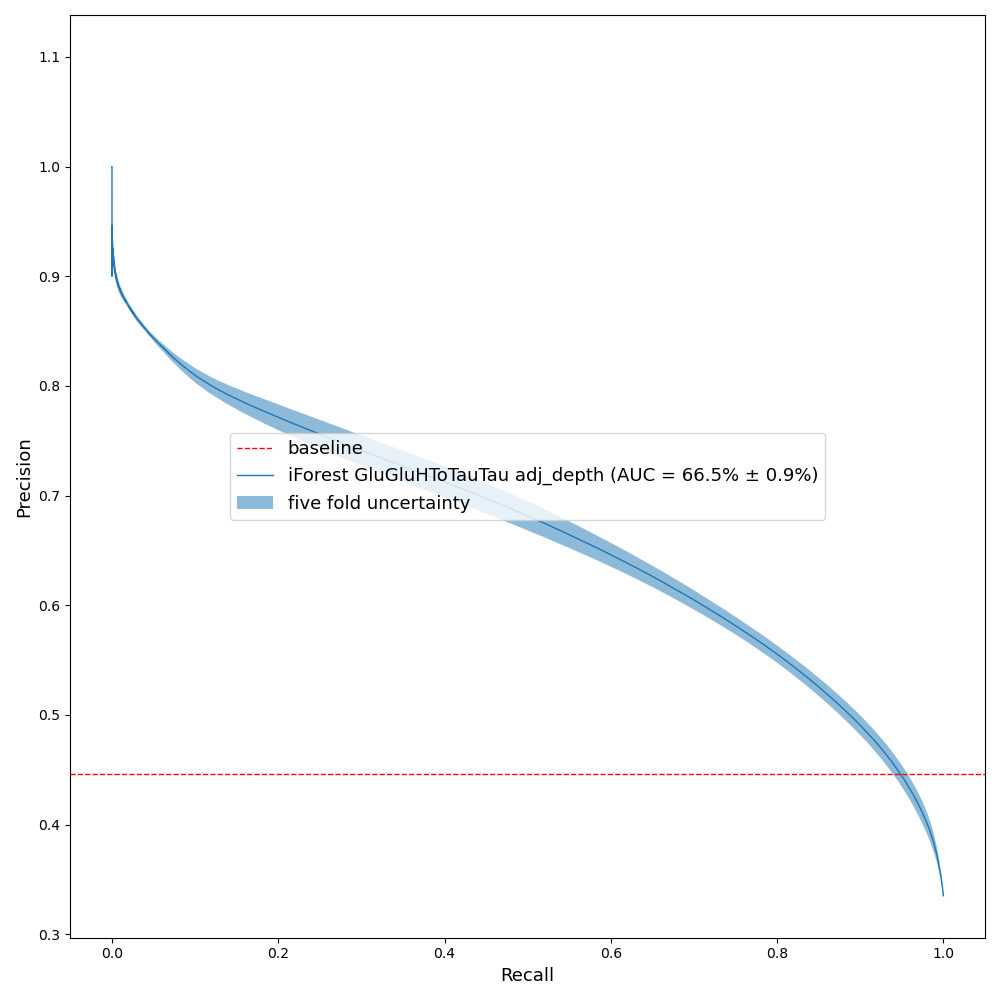 1.1
1.0
0.9
0.8
0.7
0.6
0.5
0.4
0.3
Precision
baseline
iForest GluGluHToTauTau adj_depth (AUC = 66.5% ± 0.9%)
five fold uncertainty
0.0 0.2 0.4 0.6 0.8 1.0
Recall